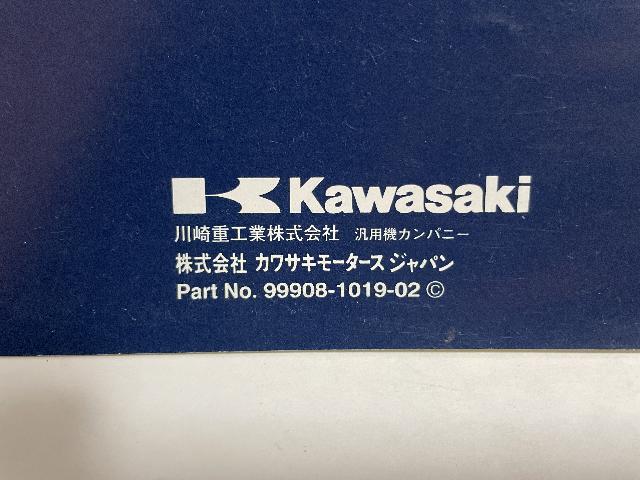 Kawasaki
川崎重工業株式会社 汎用機カンパニー
株式会社 カワサキモータース ジャパン
Part No. 99908-1019-02 ©